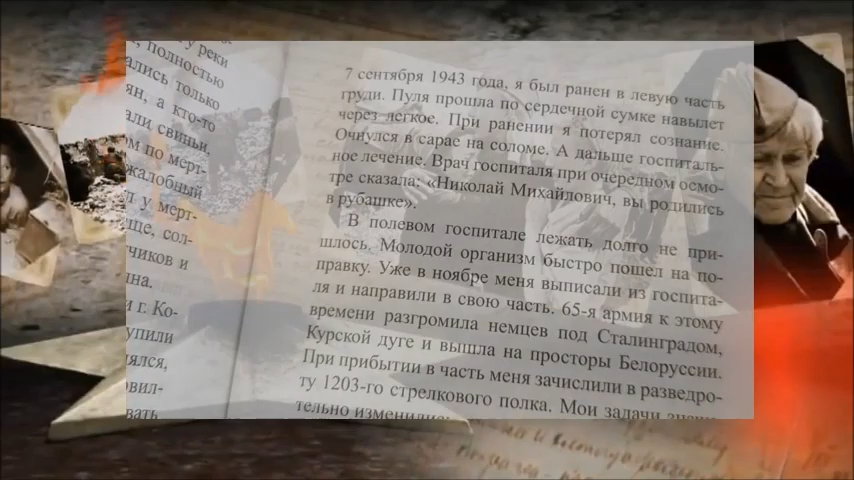 у реки
полностью
ались только
ян, а кто-то
али свиньи,
м по мерт-
жалобный
л у мерт-
ще, сол-
тчиков и
на.
и г. Ко-
упили
ялся,
вил-
вать
7 сентября 1943 года, я был ранен в левую часть
груди. Пуля прошла по сердечной сумке навылет
через легкое. При ранении я потерял сознание.
Очнулся в сарае на соломе. А дальше госпиталь-
ное лечение. Врач госпиталя при очередном осмо-
тре сказала; «Николай Михайлович, вы родились
в рубашке».
В полевом госпитале лежать долго не при-
шлось. Молодой организм быстро пошел на по-
правку. Уже в ноябре меня выписали из госпита-
ля и направили в свою часть. 65-я армия к этому
времени разгромила немцев под Сталинградом,
Курской дуге и вышла на просторы Белоруссии.
При прибытии в часть меня зачислили в разведро-
ту 1203-го стрелкового полка. Мои задачи значи-
тельно изменились